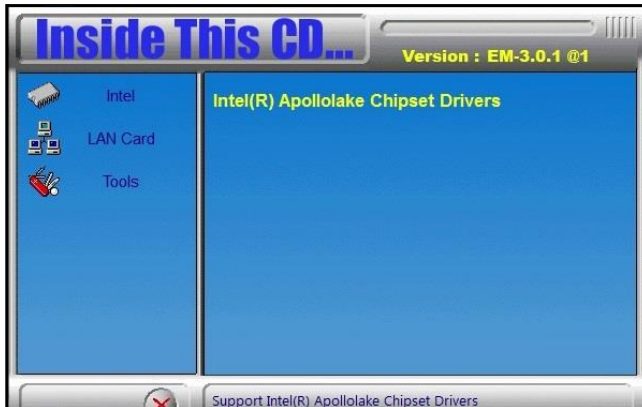 Inside This CD...
Version : EM-3.0.1 @1
Intel
LAN Card
Tools
Intel(R) Apollolake Chipset Drivers
Support Intel(R) Apollolake Chipset Drivers